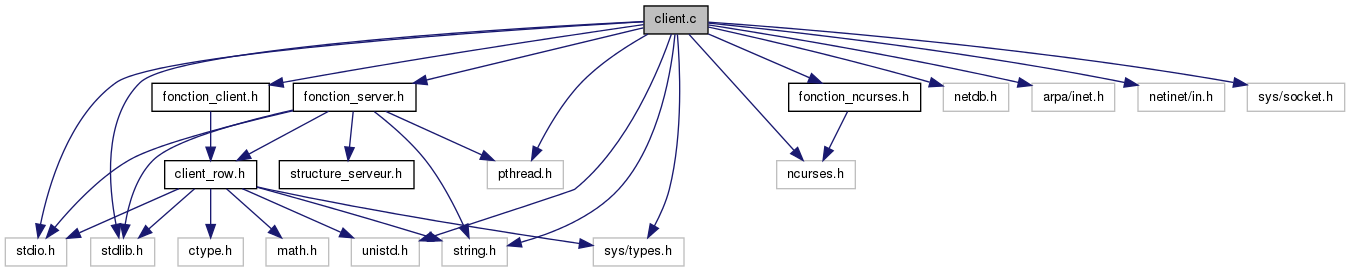 client.c
fonction_client.h
fonction_server.h
fonction_ncurses.h
netdb.h
arpa/inet.h
netinet/in.h
sys/socket.h
client_row.h
structure_serveur.h
pthread.h
ncurses.h
stdio.h
stdlib.h
ctype.h
math.h
unistd.h
string.h
sys/types.h